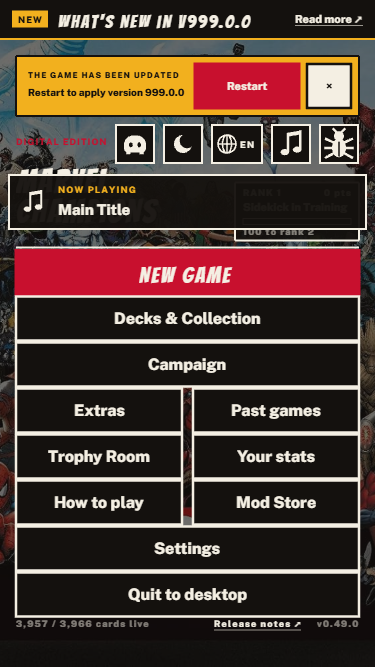 NEW WHAT'S NEW IN V999.0.0 Read more ↗
THE GAME HAS BEEN UPDATED
Restart to apply version 999.0.0
Restart
×
DIGITAL EDITION
EN
MARVEL
CHAMPIONS
RANK 1
Sidekick in Training
NOW PLAYING
Main Title
100 to rank 2
NEW GAME
Decks & Collection
Campaign
Extras
Past games
Trophy Room
Your stats
How to play
Mod Store
Settings
Quit to desktop
3,957 / 3,966 cards live
Release notes ↗
v0.49.0